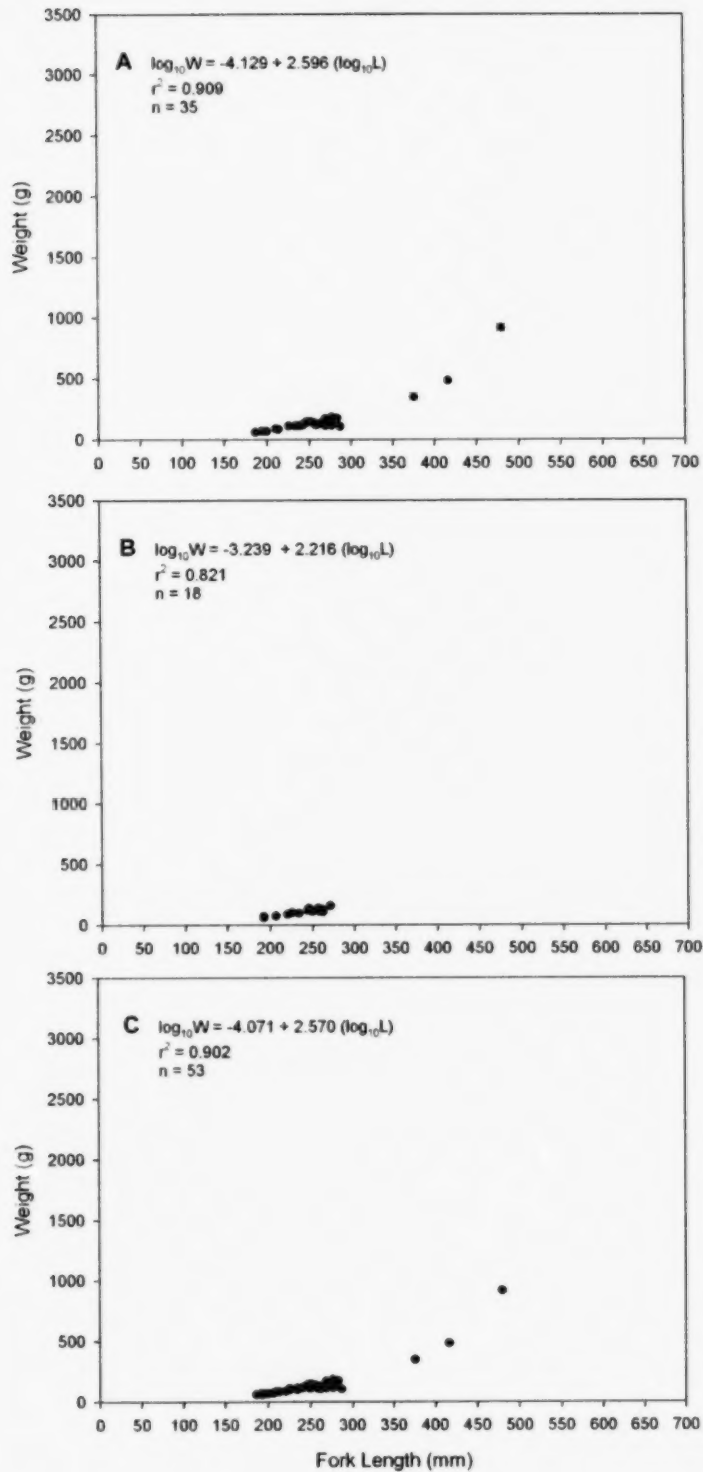 3500
A log₁₀W = -4.129 + 2.596 (log₁₀L)
r² = 0.909
n = 35
3000
2500
2000
1500
1000
500
0
Weight (g)
0 50 100 150 200 250 300 350 400 450 500 550 600 650 700
3500
B log₁₀W = -3.239 + 2.216 (log₁₀L)
r² = 0.821
n = 18
3000
2500
2000
1500
1000
500
0
Weight (g)
0 50 100 150 200 250 300 350 400 450 500 550 600 650 700
3500
C log₁₀W = -4.071 + 2.570 (log₁₀L)
r² = 0.902
n = 53
3000
2500
2000
1500
1000
500
0
Weight (g)
0 50 100 150 200 250 300 350 400 450 500 550 600 650 700
Fork Length (mm)